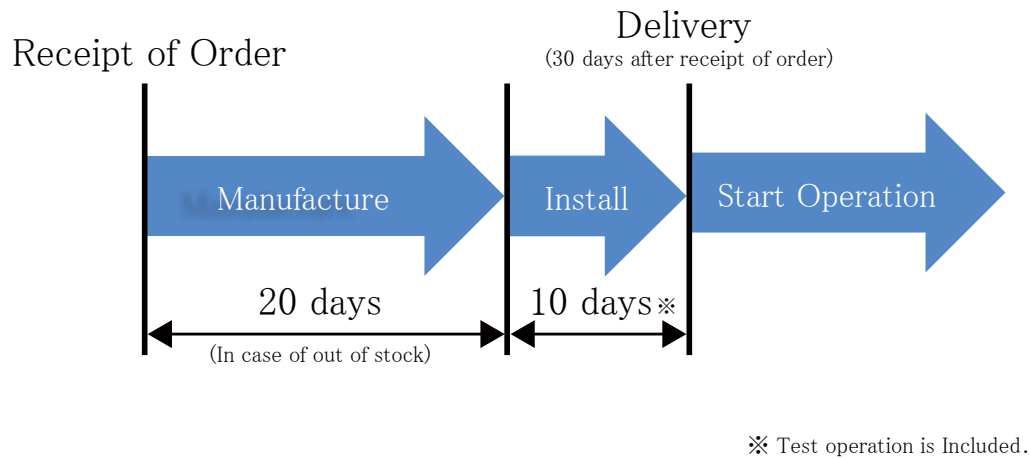 Receipt of Order
Delivery
(30 days after receipt of order)
Manufacture
Install
Start Operation
20 days
10 days※
(In case of out of stock)
※ Test operation is Included.